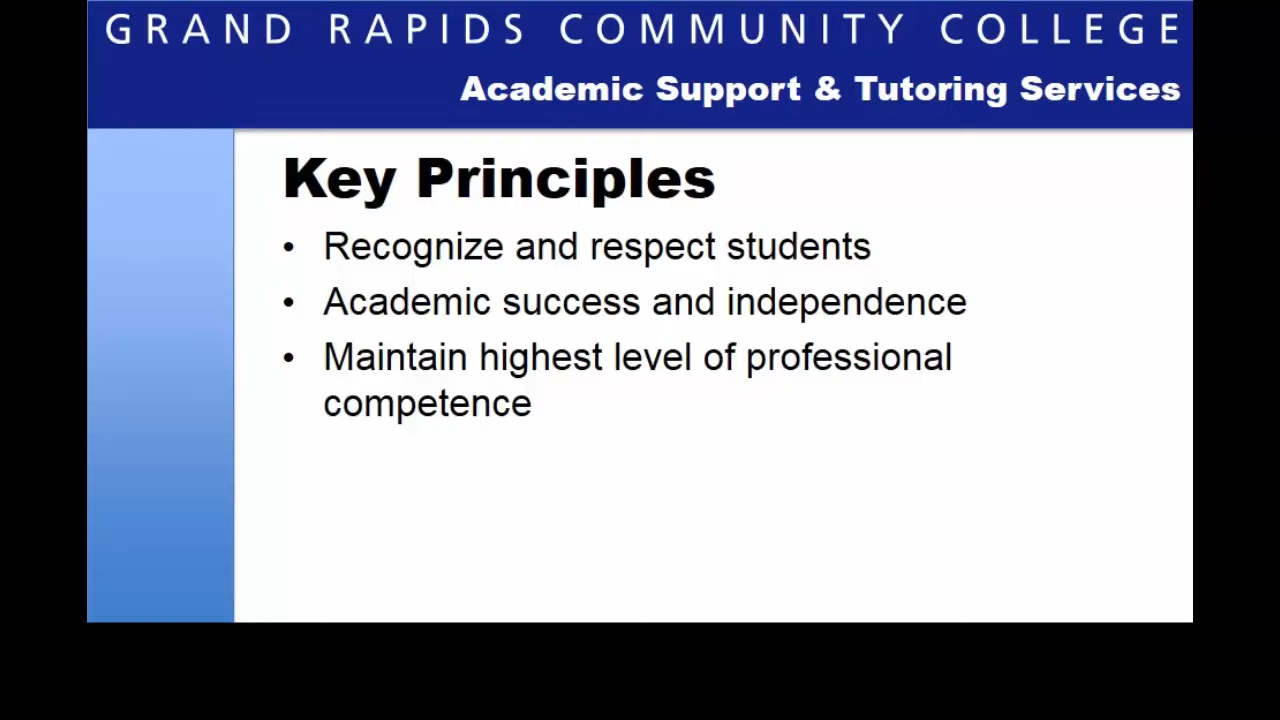 GRAND RAPIDS COMMUNITY COLLEGE
Academic Support & Tutoring Services
Key Principles
• Recognize and respect students
• Academic success and independence
• Maintain highest level of professional
competence